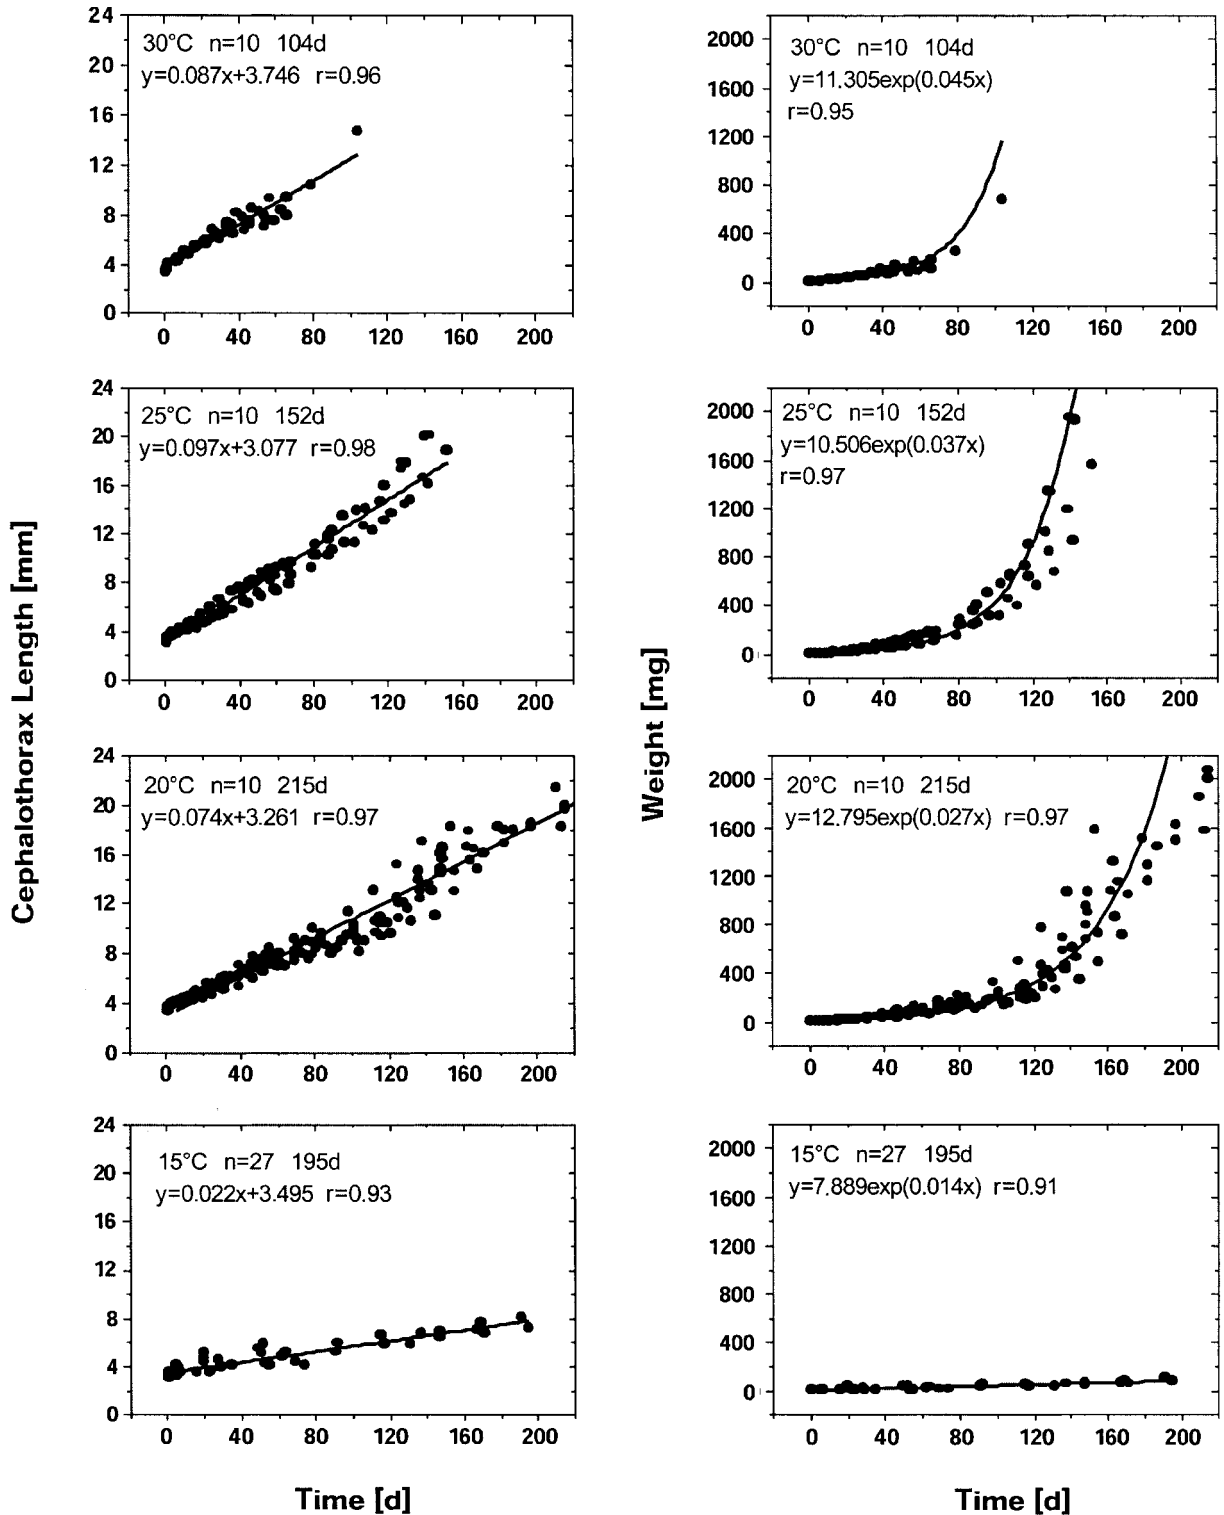 24
20
16
12
8
4
0
30°C n=10 104d
y=0.087x+3.746 r=0.96
0 40 80 120 160 200
2000
1600
1200
800
400
0
30°C n=10 104d
y=11.305exp(0.045x)
r=0.95
0 40 80 120 160 200
24
20
16
12
8
4
0
25°C n=10 152d
y=0.097x+3.077 r=0.98
0 40 80 120 160 200
2000
1600
1200
800
400
0
25°C n=10 152d
y=10.506exp(0.037x)
r=0.97
0 40 80 120 160 200
Cephalothorax Length [mm]
Weight [mg]
24
20
16
12
8
4
0
20°C n=10 215d
y=0.074x+3.261 r=0.97
0 40 80 120 160 200
2000
1600
1200
800
400
0
20°C n=10 215d
y=12.795exp(0.027x) r=0.97
0 40 80 120 160 200
24
20
16
12
8
4
0
15°C n=27 195d
y=0.022x+3.495 r=0.93
0 40 80 120 160 200
2000
1600
1200
800
400
0
15°C n=27 195d
y=7.889exp(0.014x) r=0.91
0 40 80 120 160 200
Time [d]
Time [d]